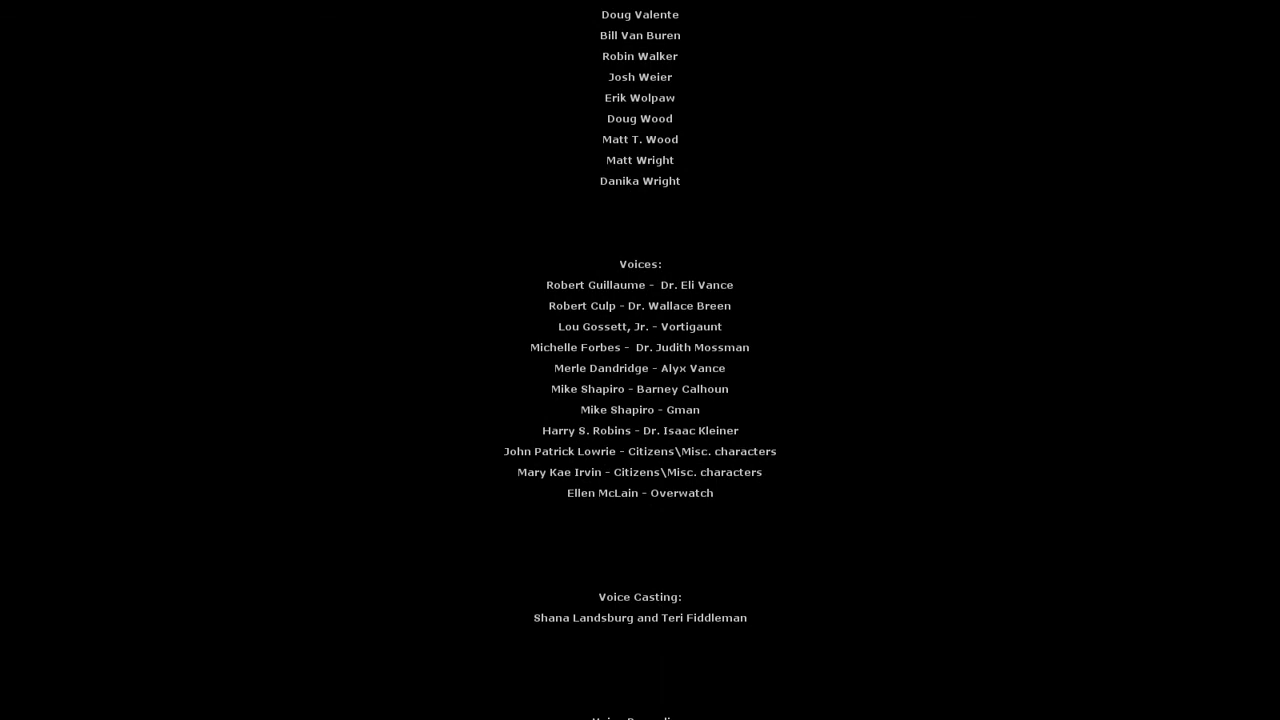 Doug Valente
Bill Van Buren
Robin Walker
Josh Weier
Erik Wolpaw
Doug Wood
Matt T. Wood
Matt Wright
Danika Wright
Voices:
Robert Guillaume -  Dr. Eli Vance
Robert Culp - Dr. Wallace Breen
Lou Gossett, Jr. - Vortigaunt
Michelle Forbes -  Dr. Judith Mossman
Merle Dandridge - Alyx Vance
Mike Shapiro - Barney Calhoun
Mike Shapiro - Gman
Harry S. Robins - Dr. Isaac Kleiner
John Patrick Lowrie - Citizens\Misc. characters
Mary Kae Irvin - Citizens\Misc. characters
Ellen McLain - Overwatch
Voice Casting:
Shana Landsburg and Teri Fiddleman